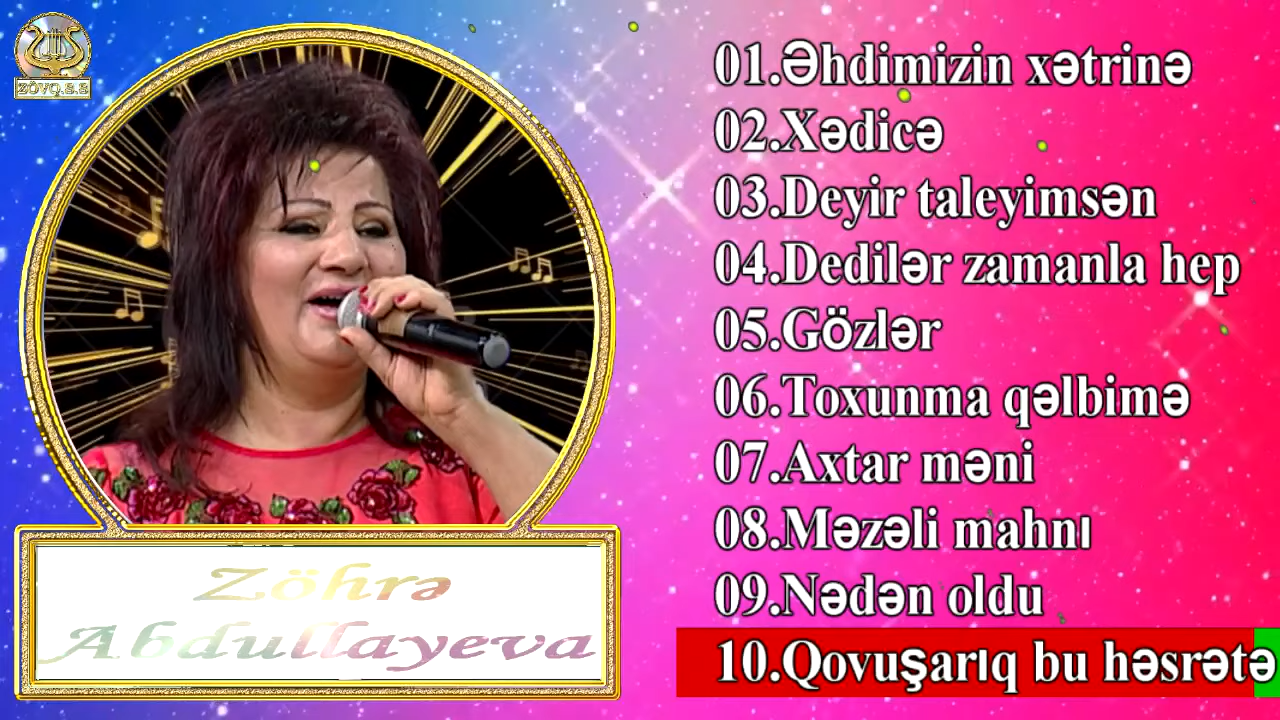 ZÖVQ.S.S
01.Əhdimizin xətrinə
02.Xədicə
03.Deyir taleyimsən
04.Dedilər zamanla hep
05.Gözlər
06.Toxunma qəlbimə
07.Axtar məni
08.Məzəli mahnı
09.Nədən oldu
10.Qovuşarıq bu həsrətə
Zöhrə
Abdullayeva